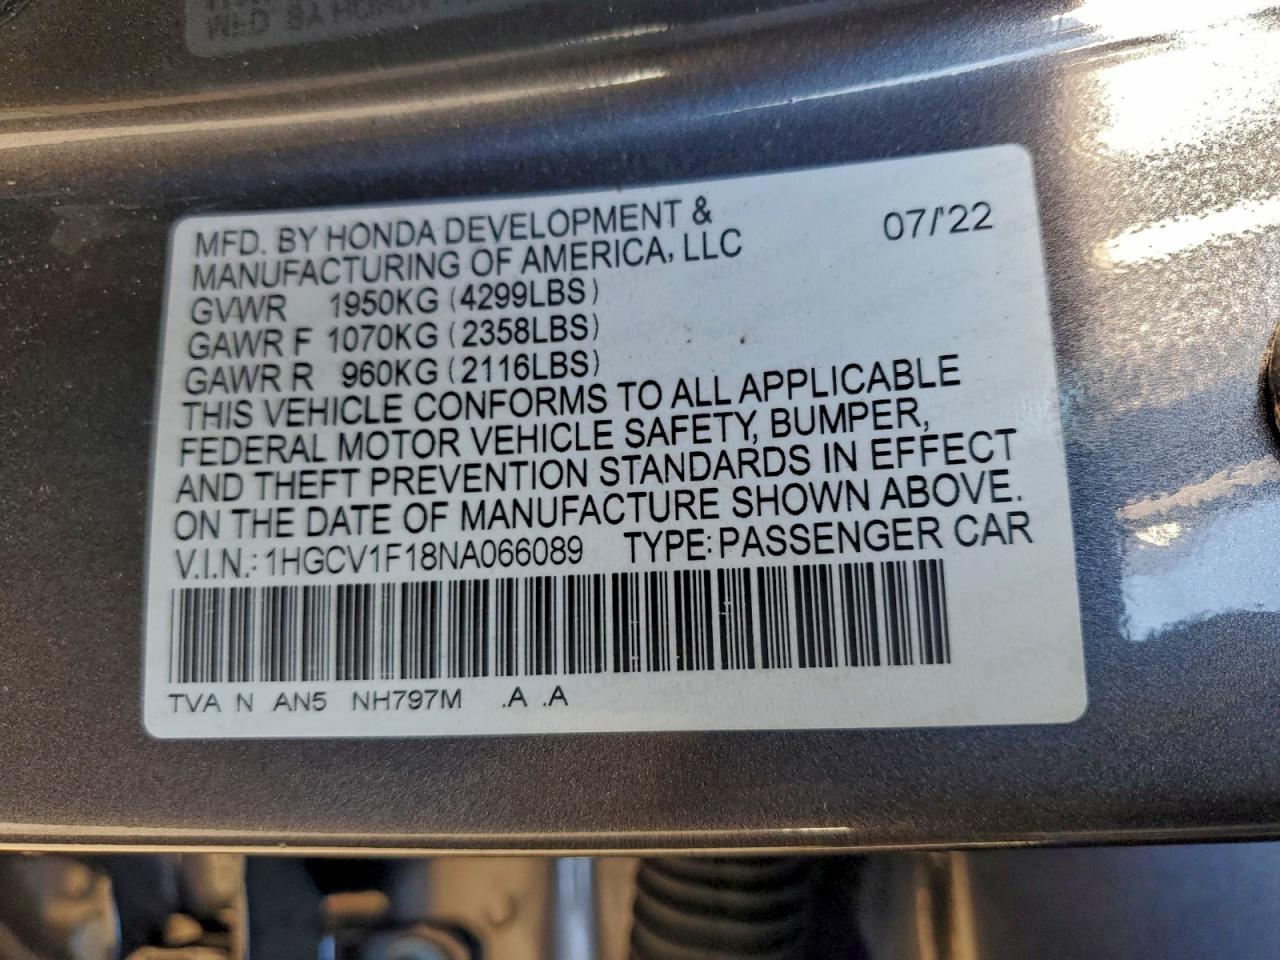 MFD. BY HONDA DEVELOPMENT & 07/'22
MANUFACTURING OF AMERICA, LLC
GVWR 1950KG (4299LBS)
GAWR F 1070KG (2358LBS)
GAWR R 960KG (2116LBS)
THIS VEHICLE CONFORMS TO ALL APPLICABLE
FEDERAL MOTOR VEHICLE SAFETY, BUMPER,
AND THEFT PREVENTION STANDARDS IN EFFECT
ON THE DATE OF MANUFACTURE SHOWN ABOVE.
V.I.N.: 1HGCV1F18NA066089 TYPE: PASSENGER CAR
TVA N AN5 NH797M .A .A